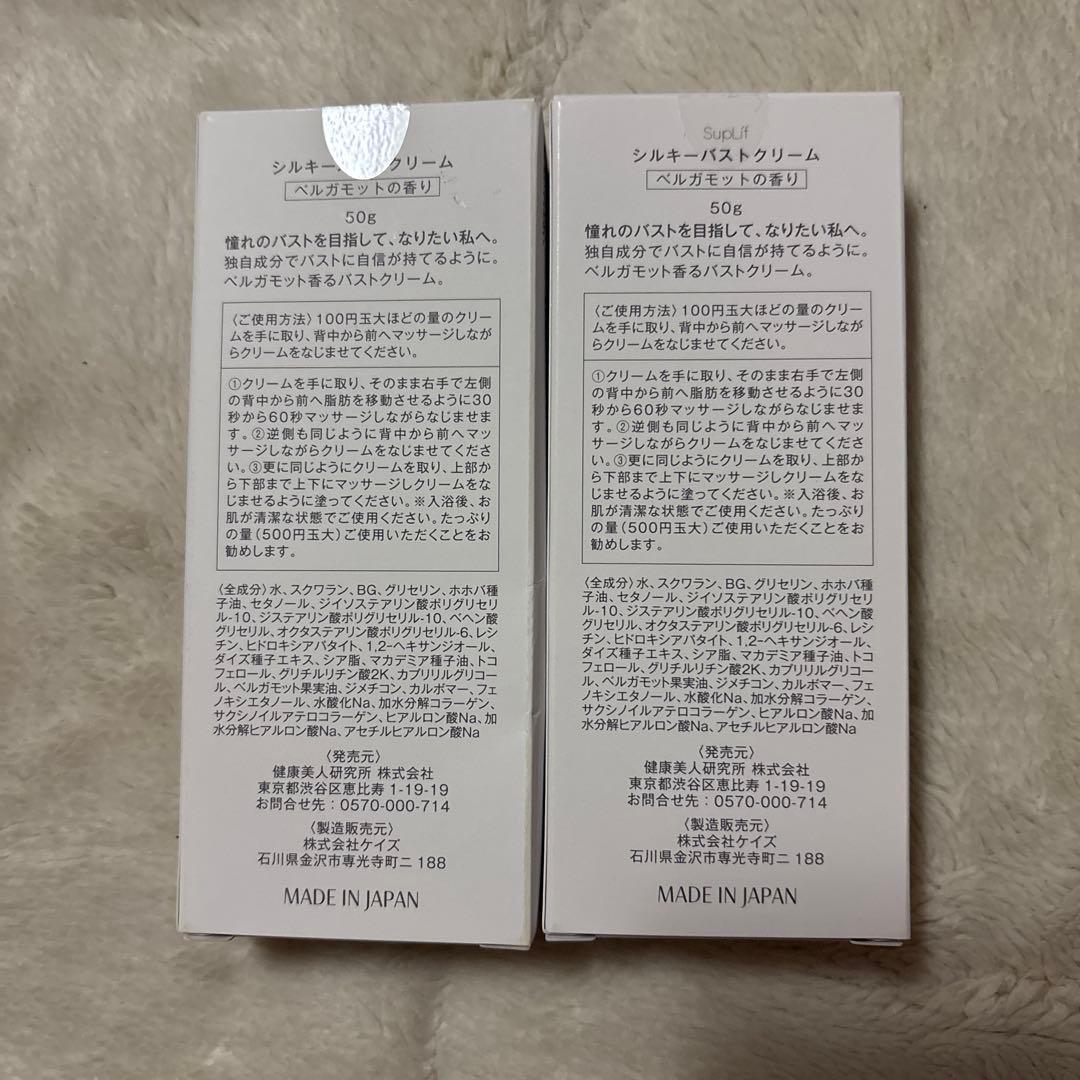 シルキーバ クリーム
ベルガモットの香り
50g
憧れのバストを目指して、なりたい私へ。
独自成分でバストに自信が持てるように。
ベルガモット香るバストクリーム。
〈ご使用方法〉100円玉大ほどの量のクリー
ムを手に取り、背中から前へマッサージしなが
らクリームをなじませてください。
①クリームを手に取り、そのまま右手で左側
の背中から前へ脂肪を移動させるように30
秒から60秒マッサージしながらなじませま
す。②逆側も同じように背中から前へマッ
サージしながらクリームをなじませてくださ
い。③更に同じようにクリームを取り、上部か
ら下部まで上下にマッサージしクリームをな
じませるように塗ってください。※入浴後、お
肌が清潔な状態でご使用ください。たっぷり
の量(500円玉大)ご使用いただくことをお
勧めします。
〈全成分〉水、スクワラン、BG、グリセリン、ホホバ種
子油、セタノール、ジイソステアリン酸ポリグリセリ
ル-10、ジステアリン酸ポリグリセリル-10、ベヘン酸
グリセリル、オクタステアリン酸ポリグリセリル-6、レシ
チン、ヒドロキシアパタイト、1,2-ヘキサンジオール、
ダイズ種子エキス、シア脂、マカデミア種子油、トコ
フェロール、グリチルリチン酸2K、カプリリルグリコー
ル、ベルガモット果実油、ジメチコン、カルボマー、フェ
ノキシエタノール、水酸化Na、加水分解コラーゲン、
サクシノイルアテロコラーゲン、ヒアルロン酸Na、加
水分解ヒアルロン酸Na、アセチルヒアルロン酸Na
〈発売元〉
健康美人研究所 株式会社
東京都渋谷区恵比寿 1-19-19
お問合せ先：0570-000-714
〈製造販売元〉
株式会社ケイズ
石川県金沢市専光寺町ニ 188
MADE IN JAPAN
SupLif
シルキーバストクリーム
ベルガモットの香り
50g
憧れのバストを目指して、なりたい私へ。
独自成分でバストに自信が持てるように。
ベルガモット香るバストクリーム。
〈ご使用方法〉100円玉大ほどの量のクリー
ムを手に取り、背中から前へマッサージしなが
らクリームをなじませてください。
①クリームを手に取り、そのまま右手で左側
の背中から前へ脂肪を移動させるように30
秒から60秒マッサージしながらなじませま
す。②逆側も同じように背中から前へマッ
サージしながらクリームをなじませてくださ
い。③更に同じようにクリームを取り、上部か
ら下部まで上下にマッサージしクリームをな
じませるように塗ってください。※入浴後、お
肌が清潔な状態でご使用ください。たっぷり
の量(500円玉大)ご使用いただくことをお
勧めします。
〈全成分〉水、スクワラン、BG、グリセリン、ホホバ種
子油、セタノール、ジイソステアリン酸ポリグリセリ
ル-10、ジステアリン酸ポリグリセリル-10、ベヘン酸
グリセリル、オクタステアリン酸ポリグリセリル-6、レシ
チン、ヒドロキシアパタイト、1,2-ヘキサンジオール、
ダイズ種子エキス、シア脂、マカデミア種子油、トコ
フェロール、グリチルリチン酸2K、カプリリルグリコー
ル、ベルガモット果実油、ジメチコン、カルボマー、フェ
ノキシエタノール、水酸化Na、加水分解コラーゲン、
サクシノイルアテロコラーゲン、ヒアルロン酸Na、加
水分解ヒアルロン酸Na、アセチルヒアルロン酸Na
〈発売元〉
健康美人研究所 株式会社
東京都渋谷区恵比寿 1-19-19
お問合せ先：0570-000-714
〈製造販売元〉
株式会社ケイズ
石川県金沢市専光寺町ニ 188
MADE IN JAPAN